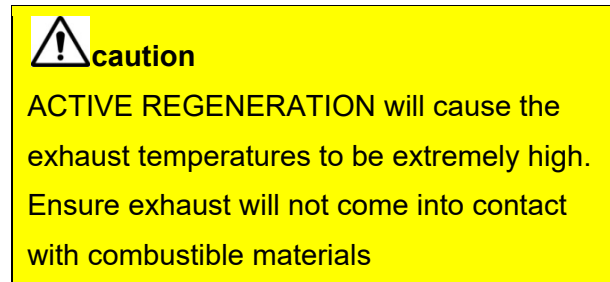 caution
ACTIVE REGENERATION will cause the
exhaust temperatures to be extremely high.
Ensure exhaust will not come into contact
with combustible materials